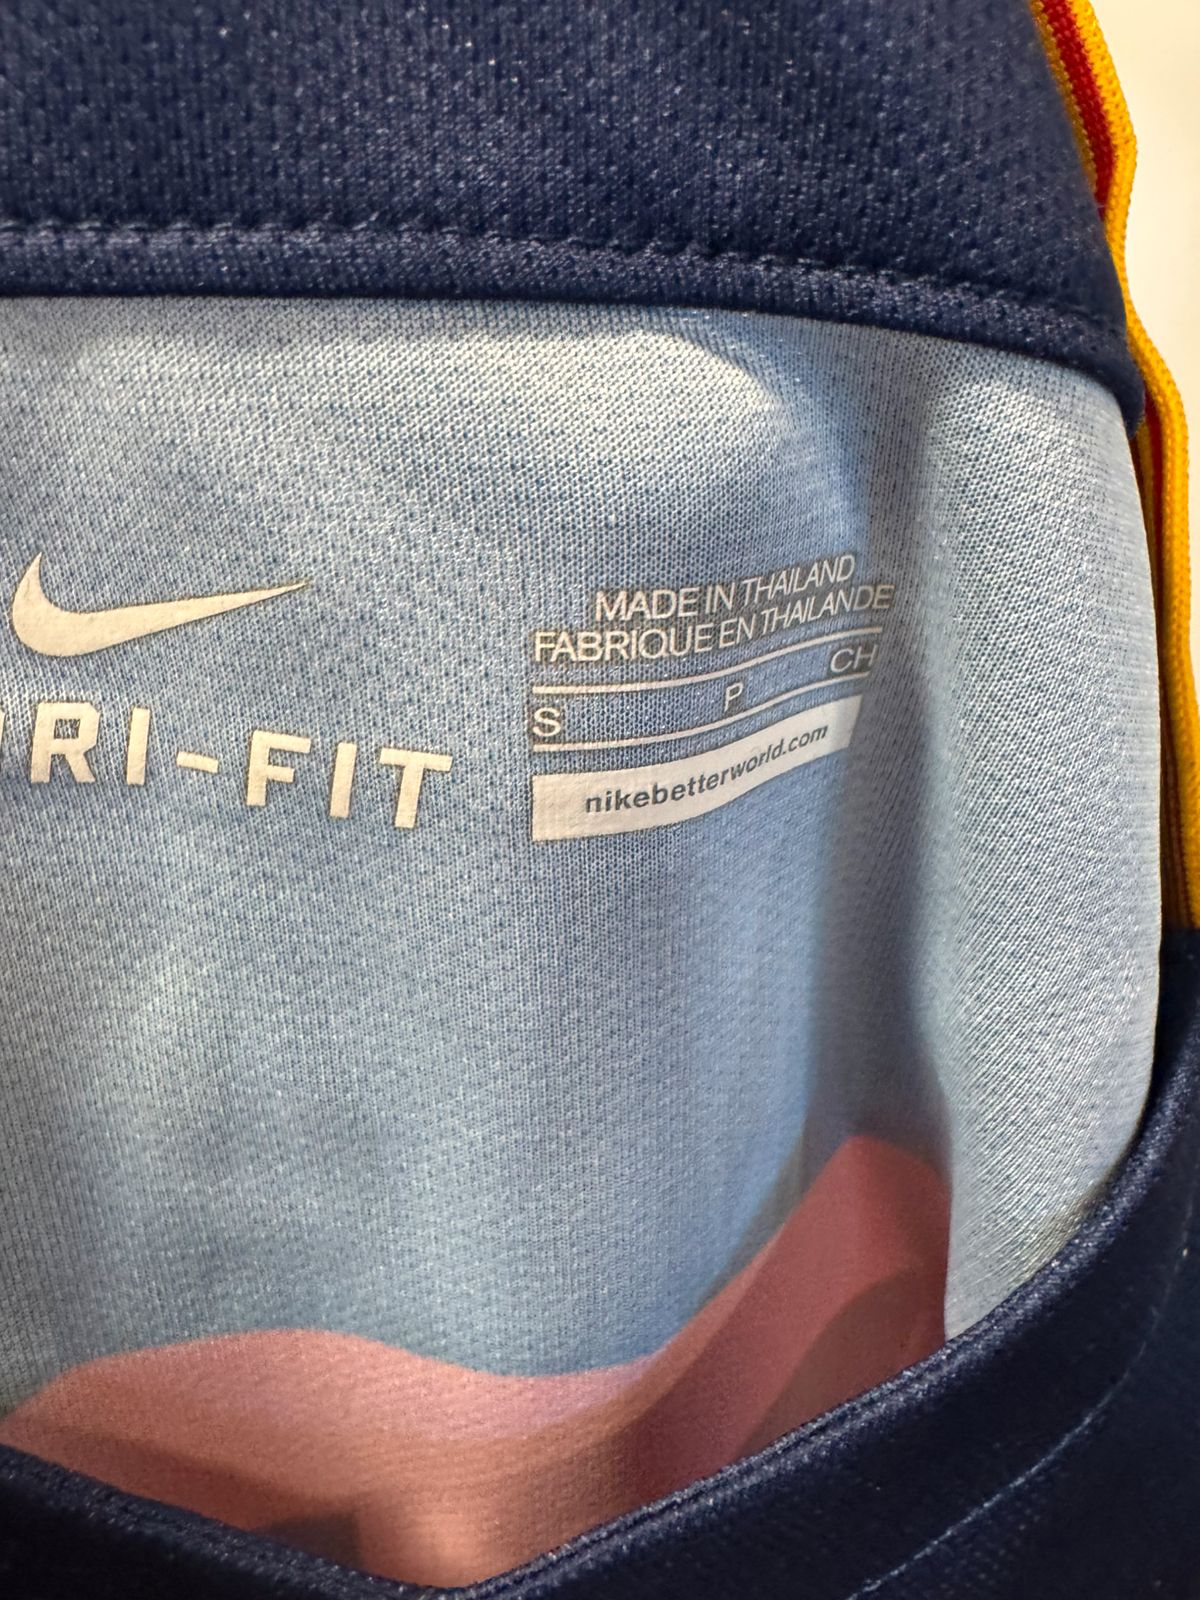 MADE IN THAILAND
FABRIQUE EN THAILANDE
S P CH
RI-FIT
nikebetterworld.com